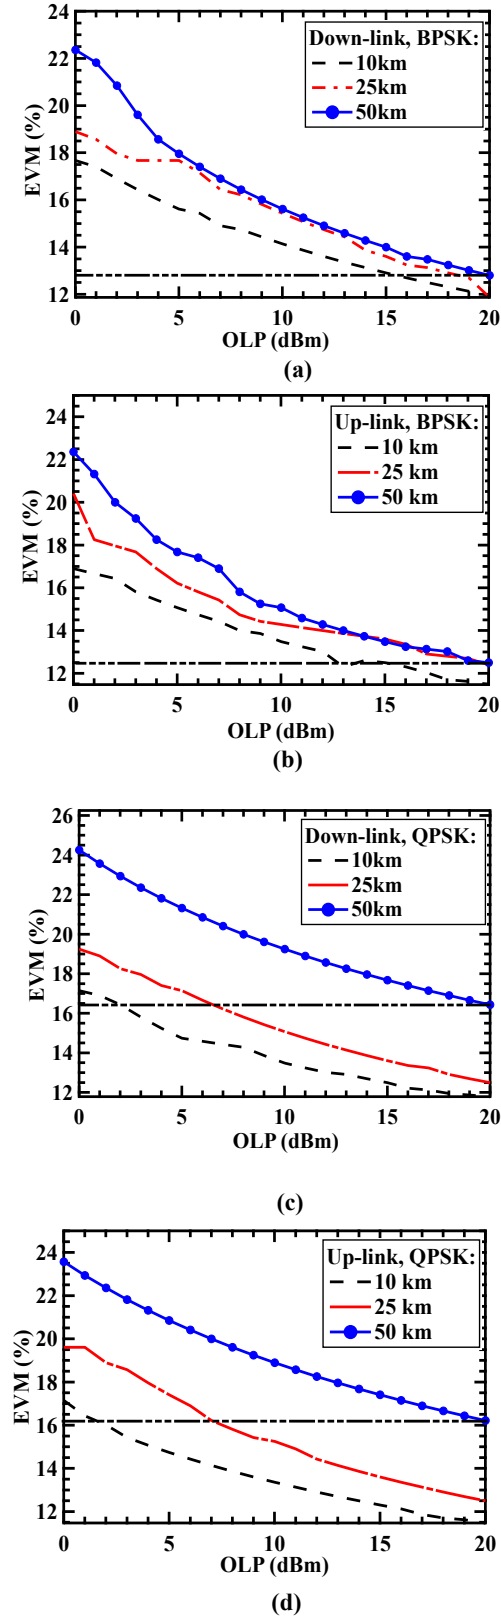 24
22
20
18
16
14
12
EVM (%)
Down-link, BPSK:
10km
25km
50km
0 5 10 15 20
OLP (dBm)
(a)
24
22
20
18
16
14
12
EVM (%)
Up-link, BPSK:
10 km
25 km
50 km
0 5 10 15 20
OLP (dBm)
(b)
26
24
22
20
18
16
14
12
EVM (%)
Down-link, QPSK:
10km
25km
50km
0 5 10 15 20
OLP (dBm)
(c)
24
22
20
18
16
14
12
EVM (%)
Up-link, QPSK:
10 km
25 km
50 km
0 5 10 15 20
OLP (dBm)
(d)